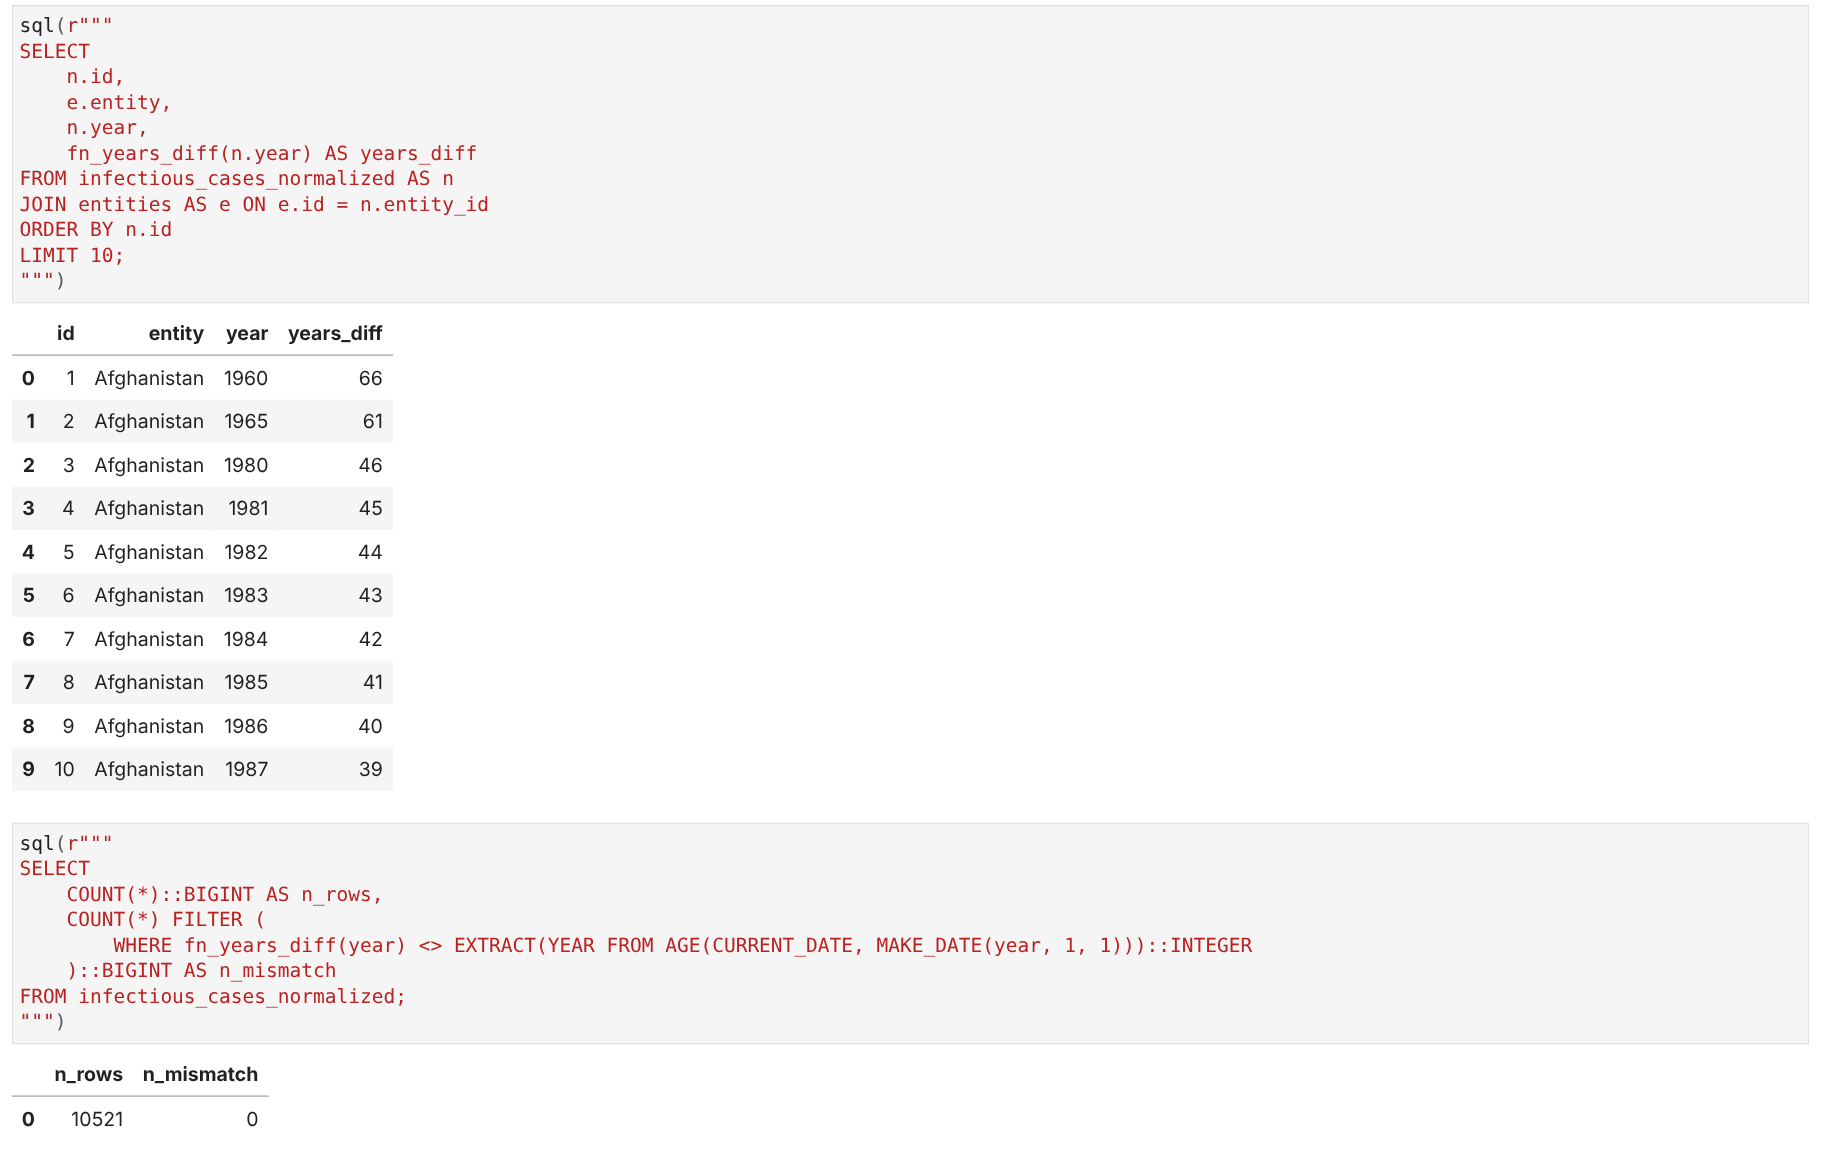 sql(r"""
SELECT
    n.id,
    e.entity,
    n.year,
    fn_years_diff(n.year) AS years_diff
FROM infectious_cases_normalized AS n
JOIN entities AS e ON e.id = n.entity_id
ORDER BY n.id
LIMIT 10;
""")
id entity year years_diff
0 1 Afghanistan 1960 66
1 2 Afghanistan 1965 61
2 3 Afghanistan 1980 46
3 4 Afghanistan 1981 45
4 5 Afghanistan 1982 44
5 6 Afghanistan 1983 43
6 7 Afghanistan 1984 42
7 8 Afghanistan 1985 41
8 9 Afghanistan 1986 40
9 10 Afghanistan 1987 39
sql(r"""
SELECT
    COUNT(*)::BIGINT AS n_rows,
    COUNT(*) FILTER (
        WHERE fn_years_diff(year) <> EXTRACT(YEAR FROM AGE(CURRENT_DATE, MAKE_DATE(year, 1, 1)))::INTEGER
    )::BIGINT AS n_mismatch
FROM infectious_cases_normalized;
""")
n_rows n_mismatch
0 10521 0